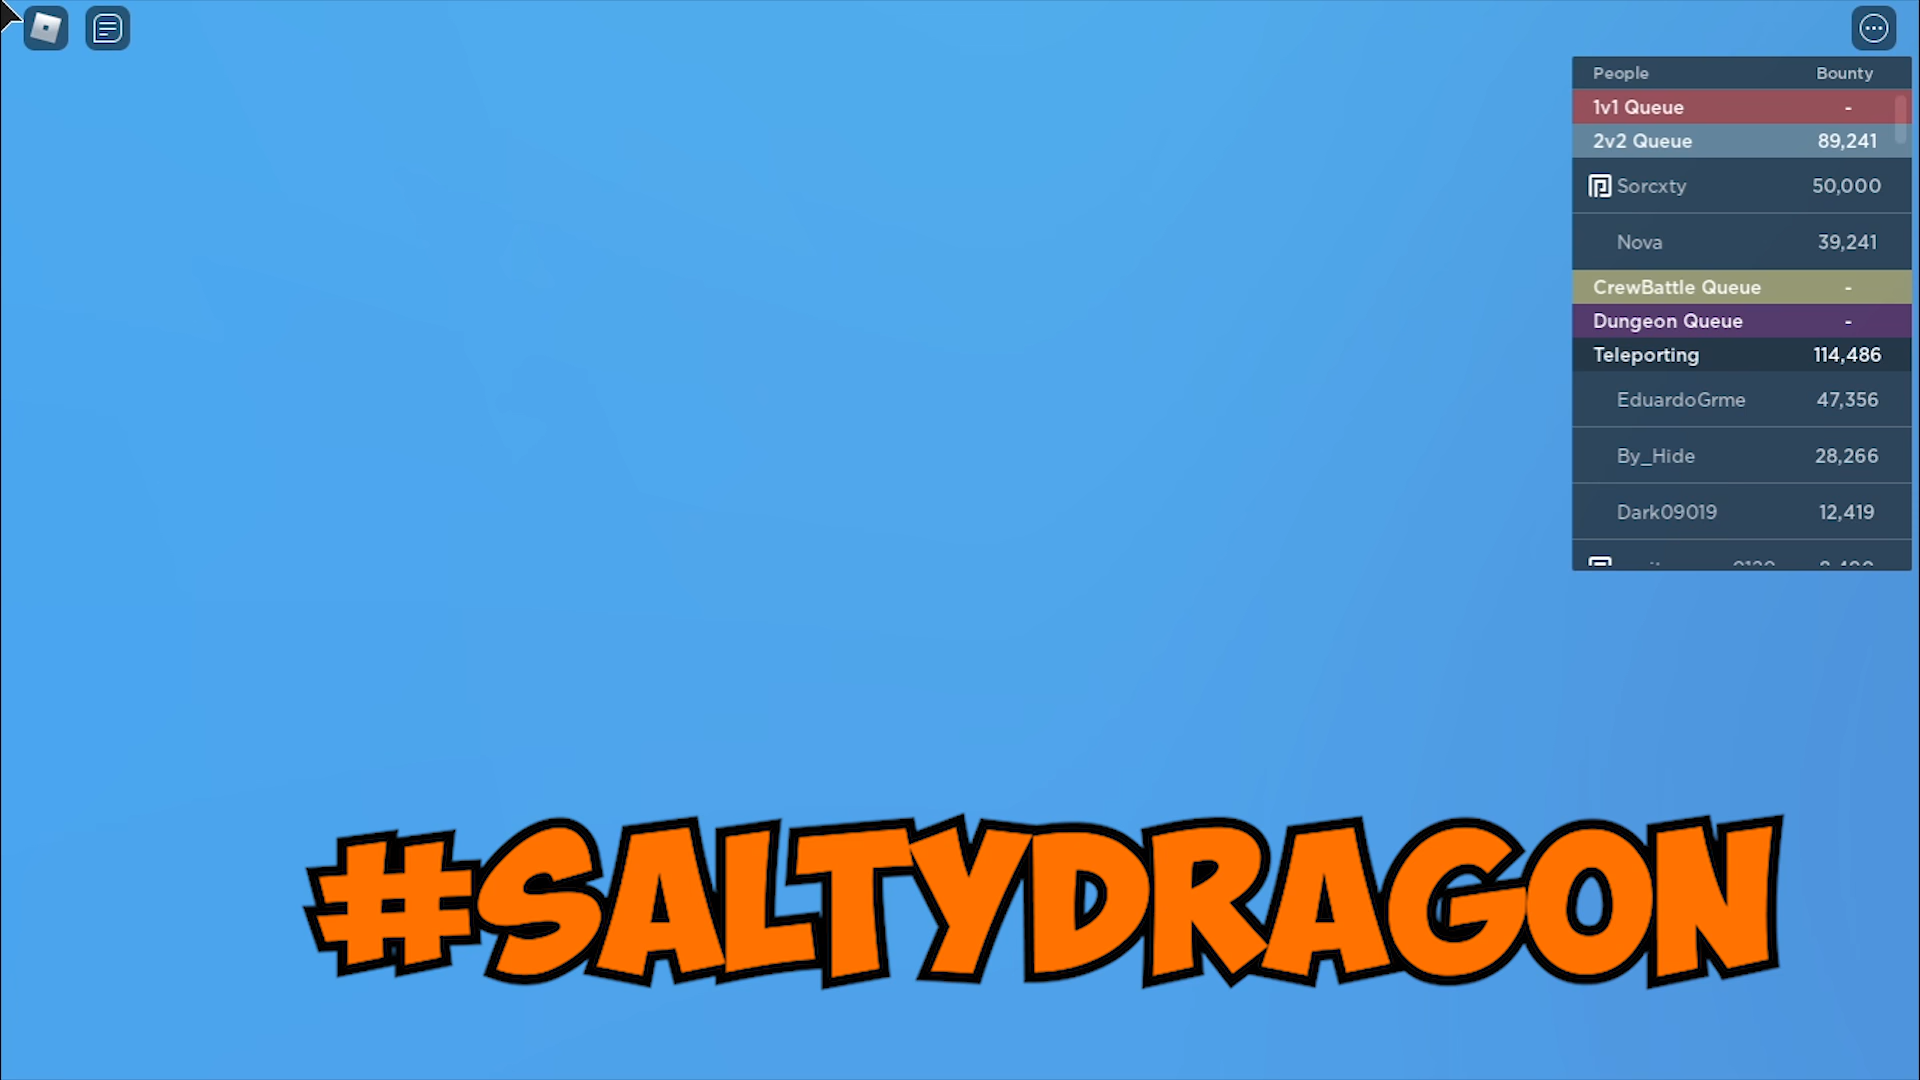 People Bounty
1v1 Queue -
2v2 Queue 89,241
Sorcxty 50,000
Nova 39,241
CrewBattle Queue -
Dungeon Queue -
Teleporting 114,486
EduardoGrme 47,356
By_Hide 28,266
Dark09019 12,419
#SALTYDRAGON